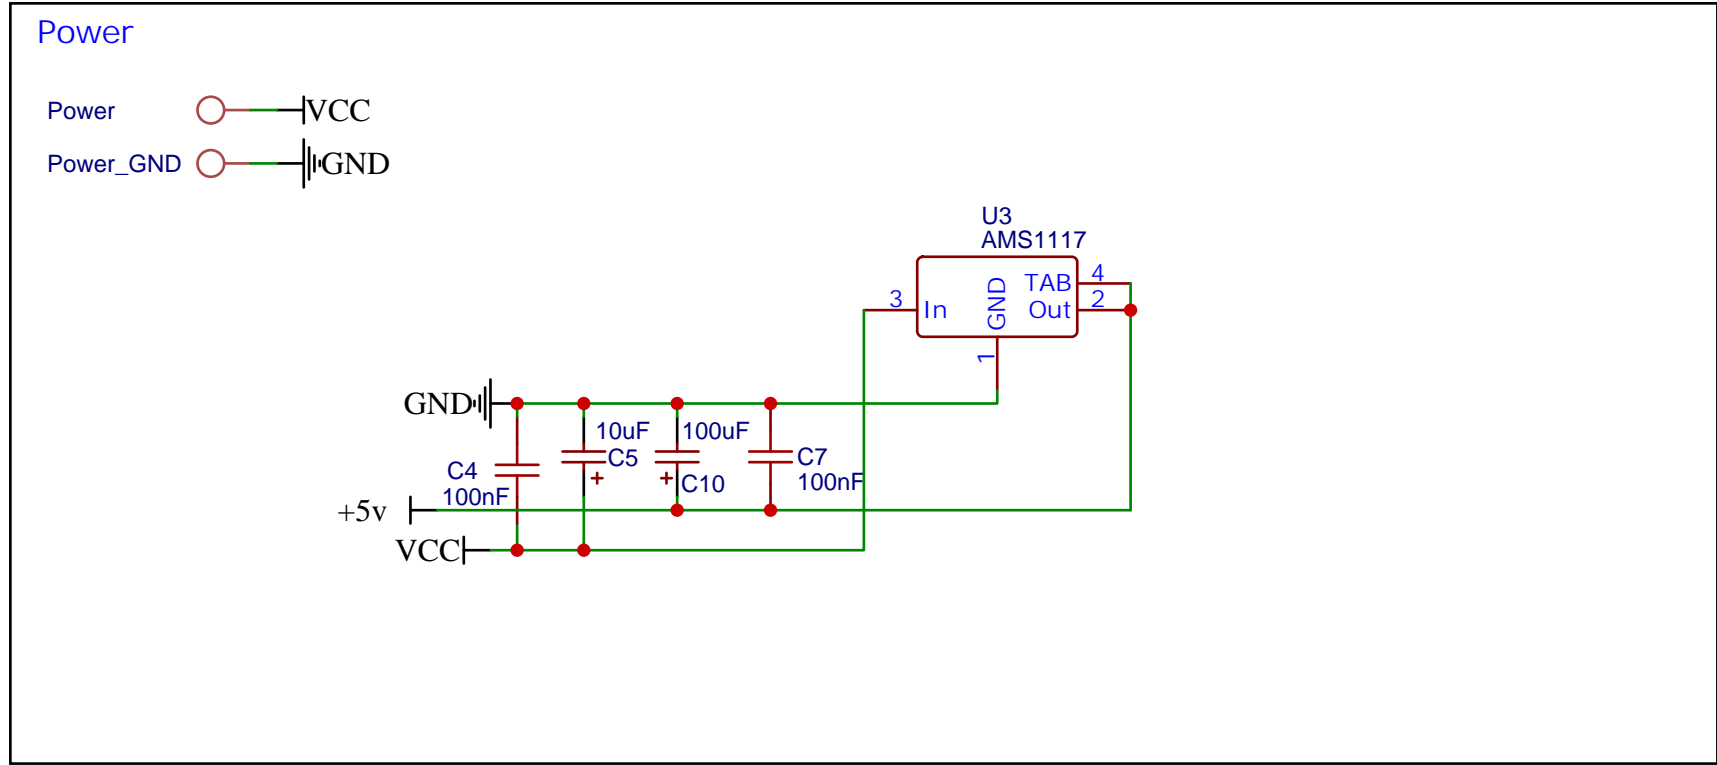 Power
Power VCC
Power_GND GND
U3
AMS1117
3 In GND TAB 4
Out 2
1
GND
10uF 100uF
C5 C7
C4 C10 100nF
100nF
+5v
VCC